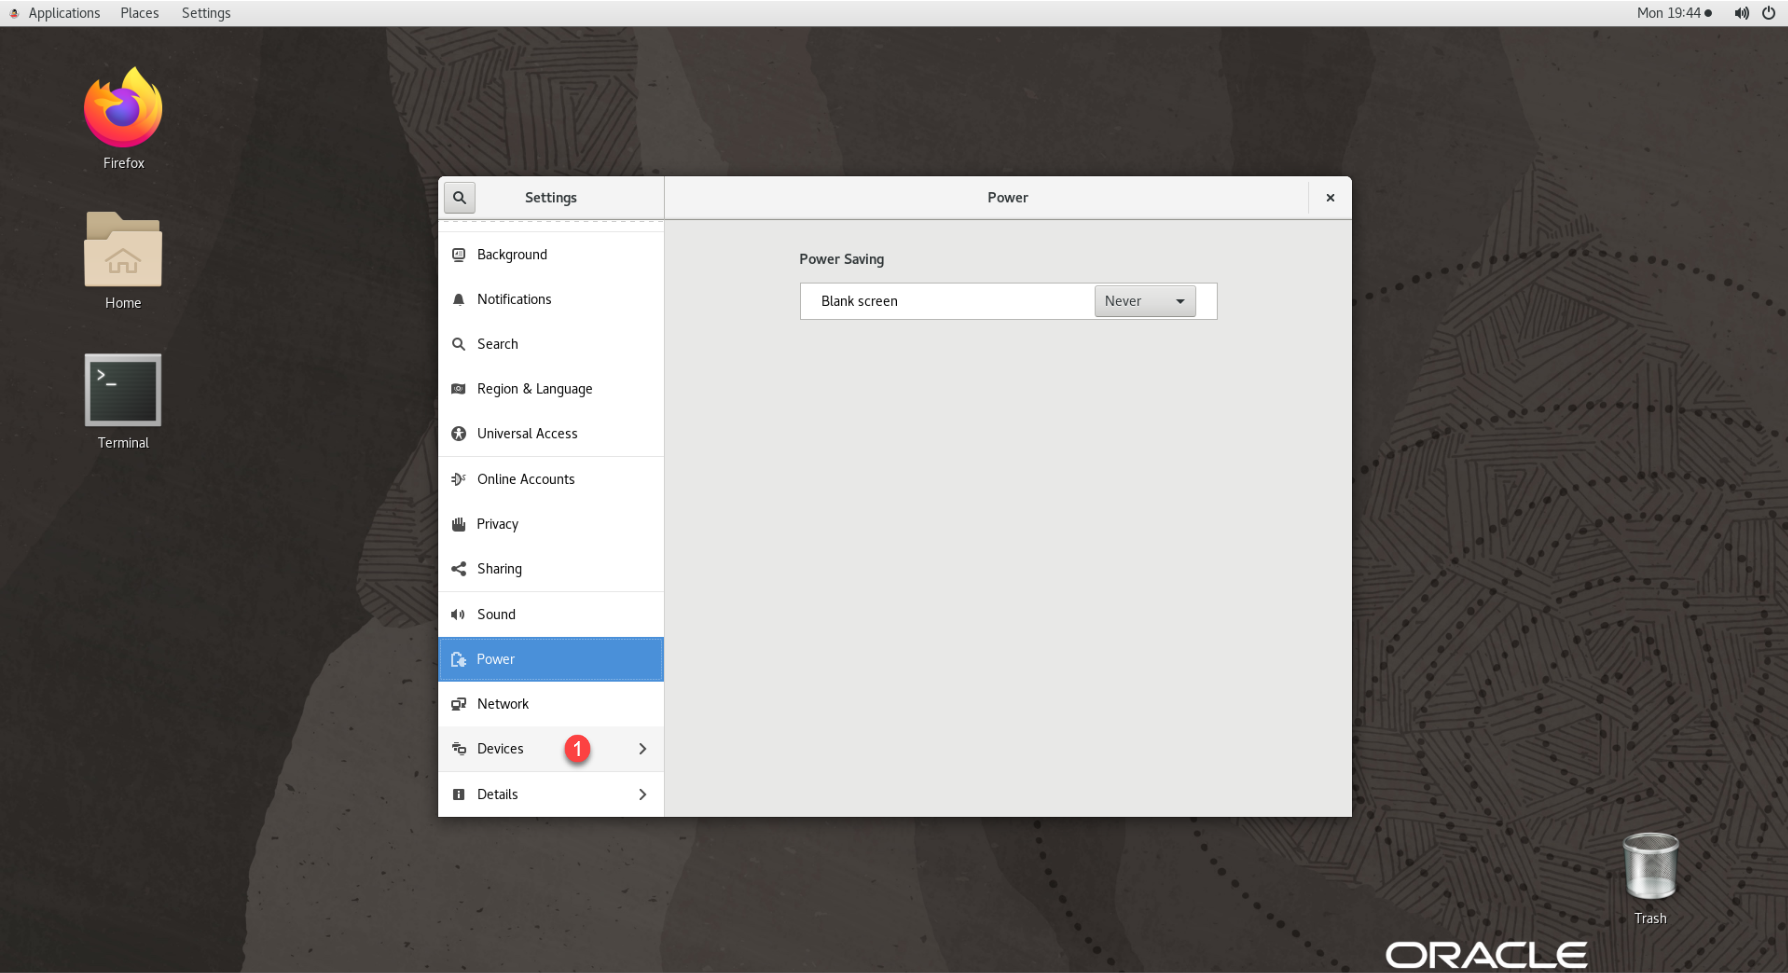 Applications Places Settings Mon 19:44
Firefox
Home
Terminal
Settings
Power
Background
Notifications
Search
Region & Language
Universal Access
Online Accounts
Privacy
Sharing
Sound
Power
Network
Devices 1
Details
Power Saving
Blank screen Never
Trash
ORACLE